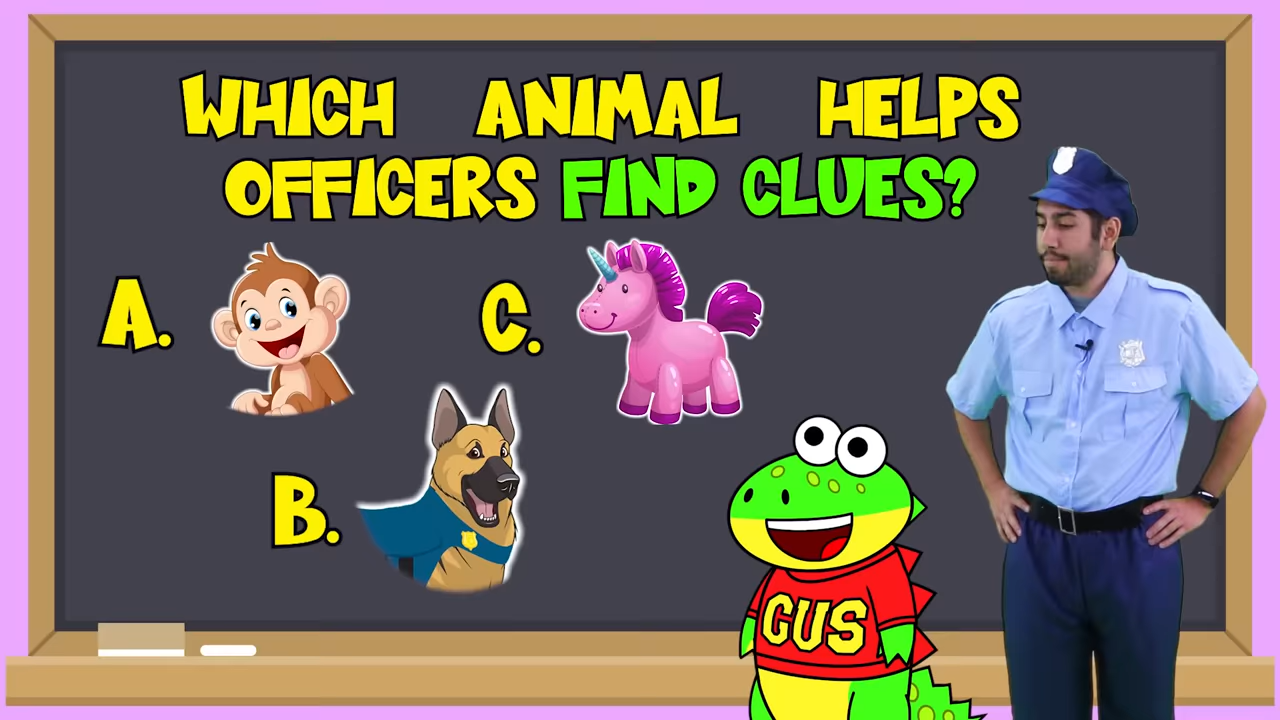 WHICH ANIMAL HELPS
OFFICERS FIND CLUES?
A.
C.
B.
GUS